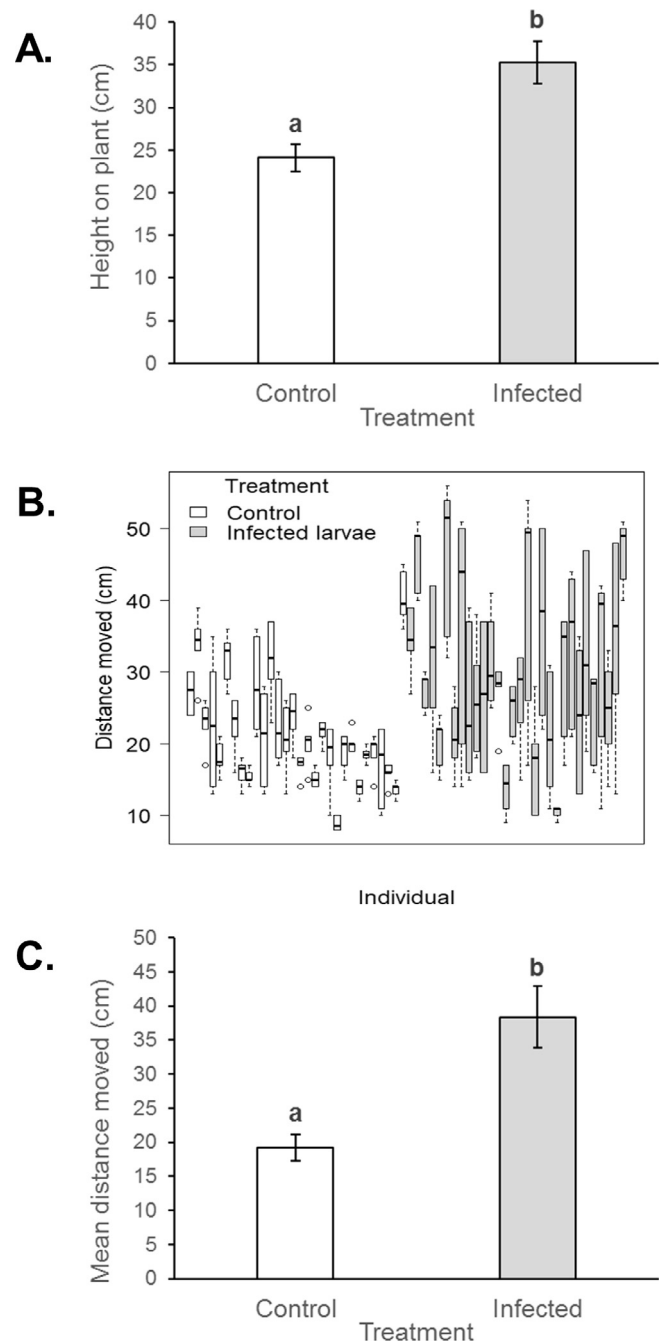 A.
Height on plant (cm)
40
35
30
25
20
15
10
5
0
a
b
Control
Infected
Treatment
B.
Distance moved (cm)
50
40
30
20
10
Treatment
Control
Infected larvae
Individual
C.
Mean distance moved (cm)
50
45
40
35
30
25
20
15
10
5
0
a
b
Control
Infected
Treatment